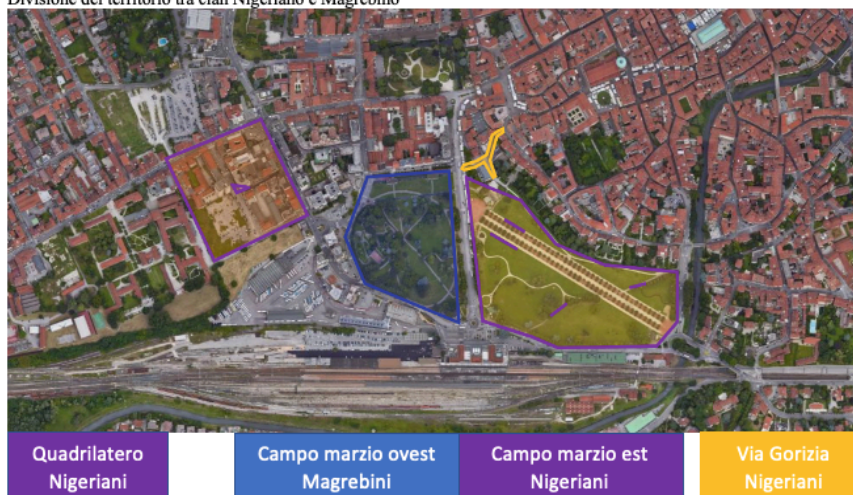 Divisione del territorio tra clan Nigeriano e Magrebino
Quadrilatero
Nigeriani
Campo marzio ovest
Magrebini
Campo marzio est
Nigeriani
Via Gorizia
Nigeriani